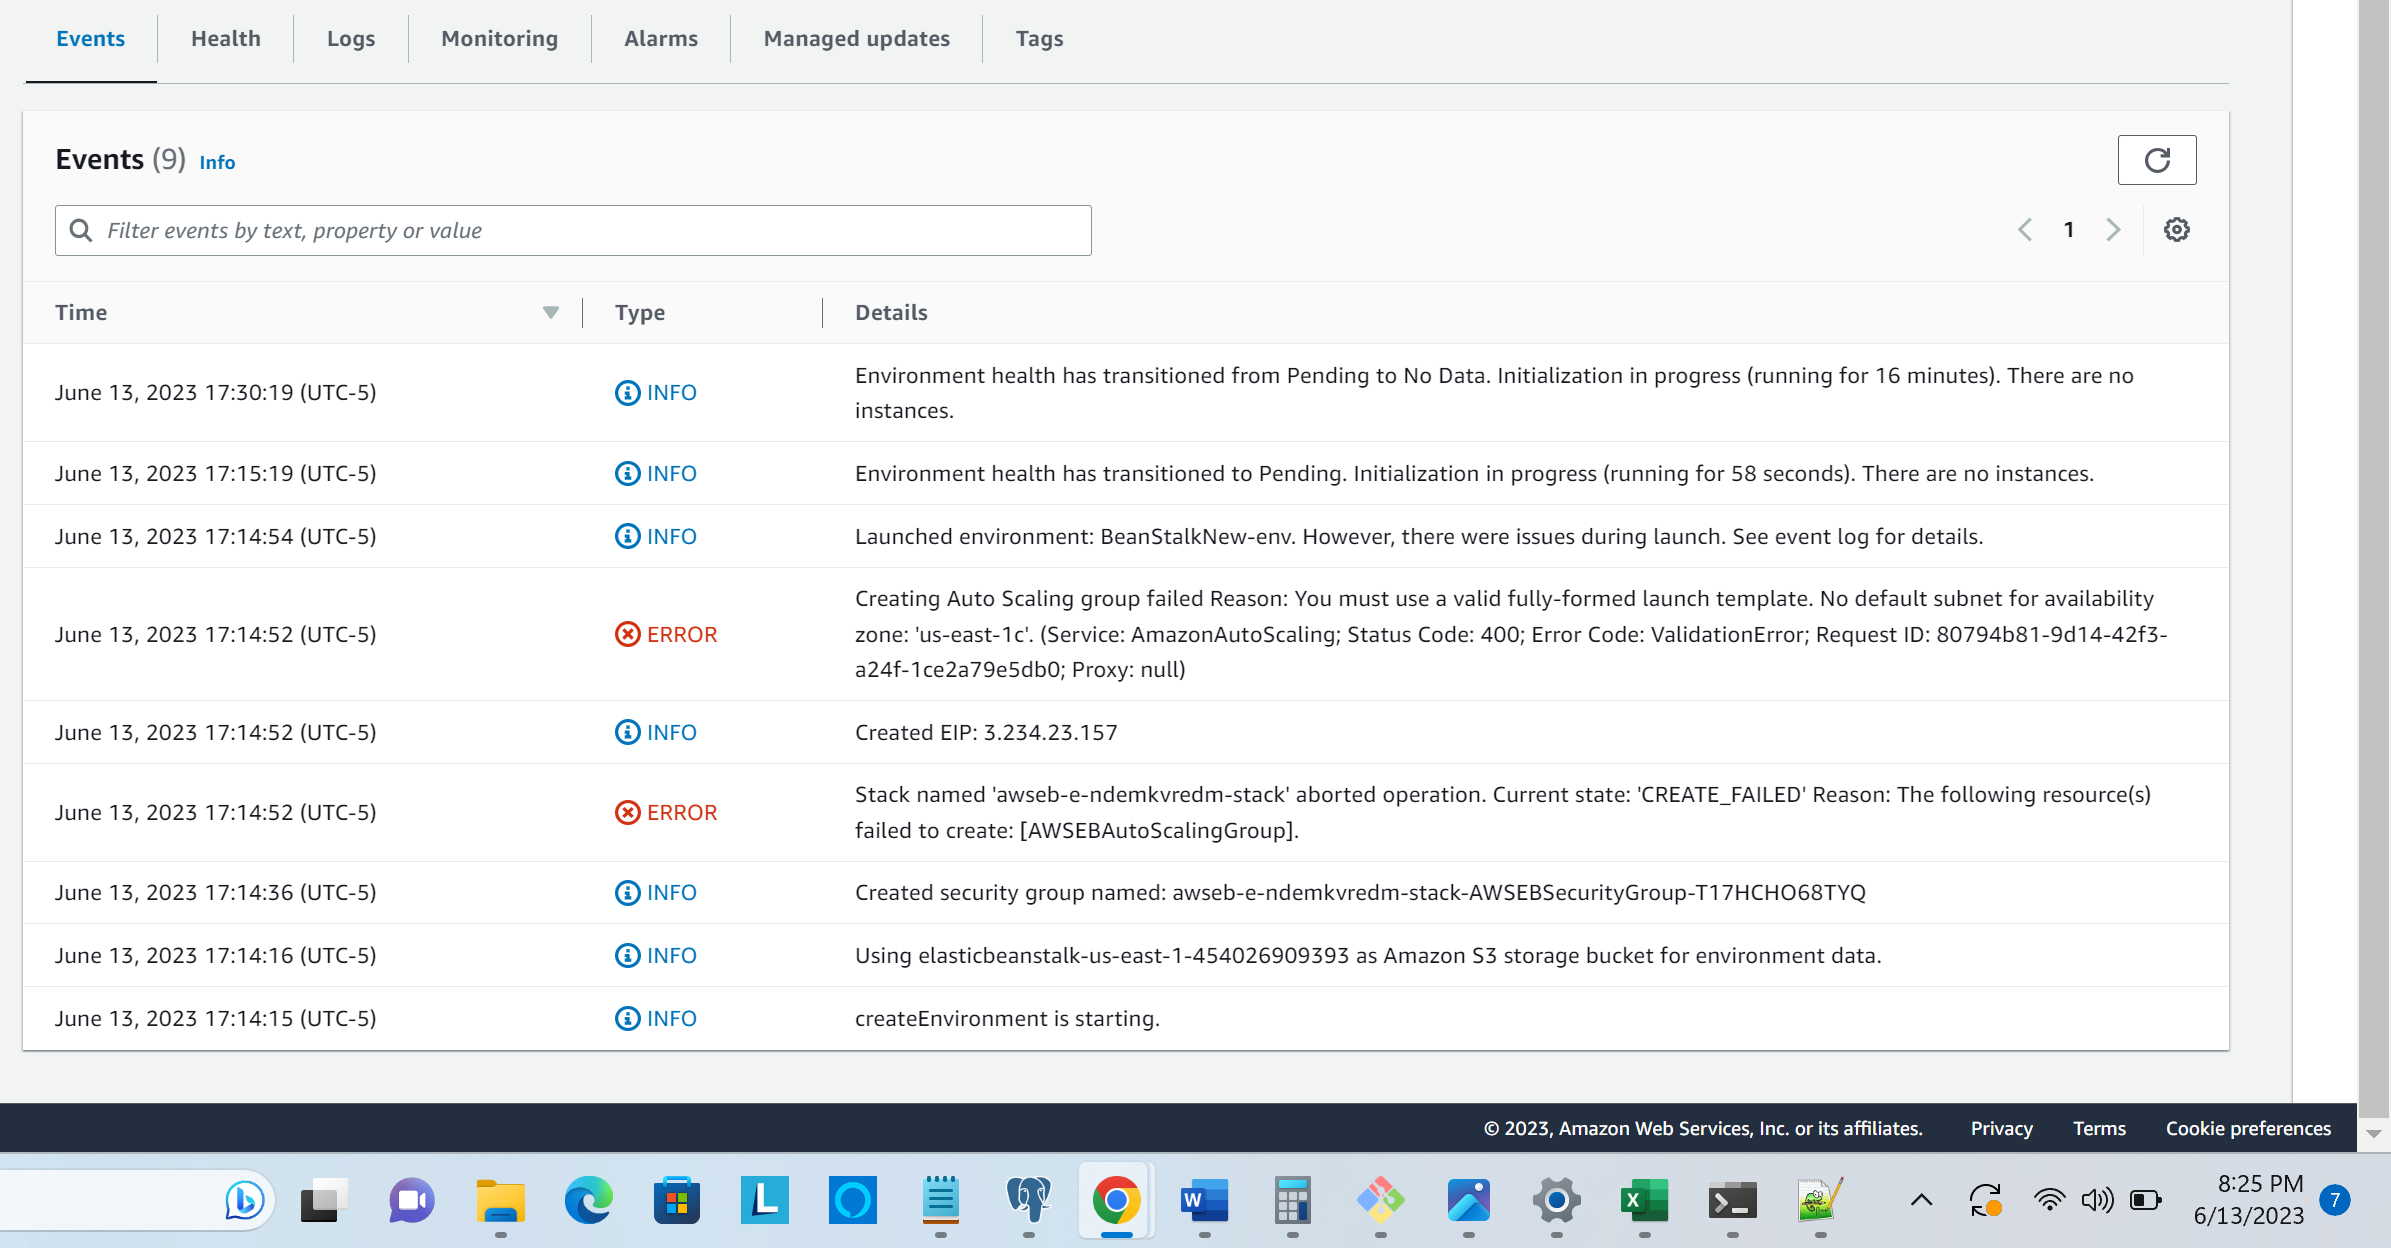 Events
Health
Logs
Monitoring
Alarms
Managed updates
Tags
Events (9) Info
Filter events by text, property or value
1
Time
Type
Details
June 13, 2023 17:30:19 (UTC-5)
INFO
Environment health has transitioned from Pending to No Data. Initialization in progress (running for 16 minutes). There are no
instances.
June 13, 2023 17:15:19 (UTC-5)
INFO
Environment health has transitioned to Pending. Initialization in progress (running for 58 seconds). There are no instances.
June 13, 2023 17:14:54 (UTC-5)
INFO
Launched environment: BeanStalkNew-env. However, there were issues during launch. See event log for details.
June 13, 2023 17:14:52 (UTC-5)
ERROR
Creating Auto Scaling group failed Reason: You must use a valid fully-formed launch template. No default subnet for availability
zone: 'us-east-1c'. (Service: AmazonAutoScaling; Status Code: 400; Error Code: ValidationError; Request ID: 80794b81-9d14-42f3-
a24f-1ce2a79e5db0; Proxy: null)
June 13, 2023 17:14:52 (UTC-5)
INFO
Created EIP: 3.234.23.157
June 13, 2023 17:14:52 (UTC-5)
ERROR
Stack named 'awseb-e-ndemkvredm-stack' aborted operation. Current state: 'CREATE_FAILED' Reason: The following resource(s)
failed to create: [AWSEBAutoScalingGroup].
June 13, 2023 17:14:36 (UTC-5)
INFO
Created security group named: awseb-e-ndemkvredm-stack-AWSEBSecurityGroup-T17HCHO68TYQ
June 13, 2023 17:14:16 (UTC-5)
INFO
Using elasticbeanstalk-us-east-1-454026909393 as Amazon S3 storage bucket for environment data.
June 13, 2023 17:14:15 (UTC-5)
INFO
createEnvironment is starting.
© 2023, Amazon Web Services, Inc. or its affiliates.
Privacy
Terms
Cookie preferences
L
W
X
8:25 PM
6/13/2023
7